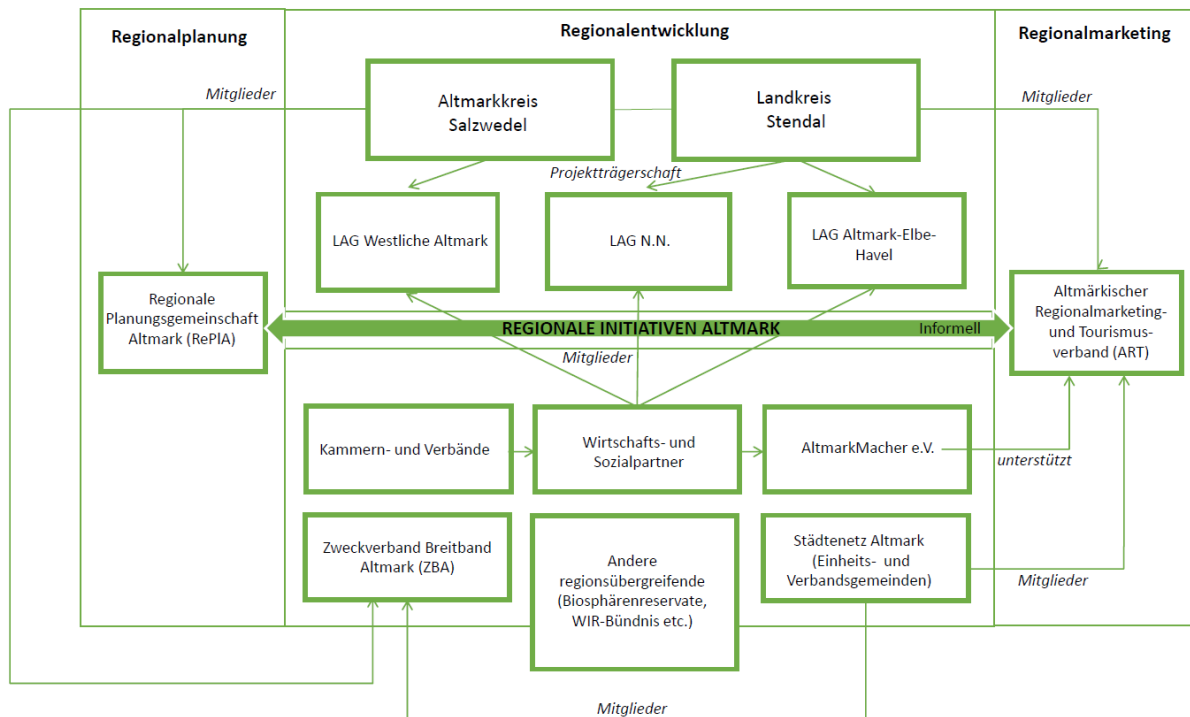 Regionalplanung
Regionalentwicklung
Regionalmarketing
Mitglieder
Altmarkkreis
Salzwedel
Landkreis
Stendal
Mitglieder
Projektträgerschaft
LAG Westliche Altmark
LAG N.N.
LAG Altmark-Elbe-
Havel
Regionale
Planungsgemeinschaft
Altmark (RePlA)
REGIONALE INITIATIVEN ALTMARK
Informell
Altmärkischer
Regionalmarketing-
und Tourismus-
verband (ART)
Mitglieder
Kammern- und Verbände
Wirtschafts- und
Sozialpartner
AltmarkMacher e.V.
unterstützt
Zweckverband Breitband
Altmark (ZBA)
Andere
regionsübergreifende
(Biosphärenreservate,
WIR-Bündnis etc.)
Städtenetz Altmark
(Einheits- und
Verbandsgemeinden)
Mitglieder
Mitglieder